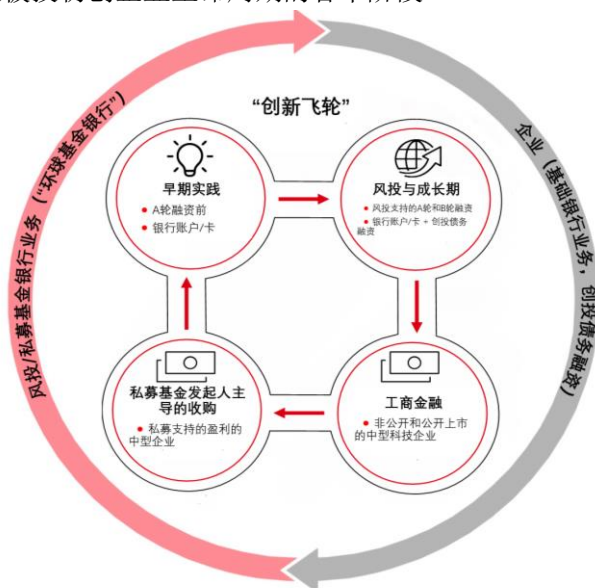 “创新飞轮”
早期实践
• A轮融资前
• 银行账户/卡
风投与成长期
• 风投支持的A轮和B轮融资
• 银行账户/卡 + 创投债务
融资
工商金融
• 非公开和公开上市
的中型科技企业
私募基金发起人主
导的收购
• 私募支持的盈利的
中型企业
风投/私募基金银行业务（“环球基金银行”）
企业（基础银行业务，创投债务融资）